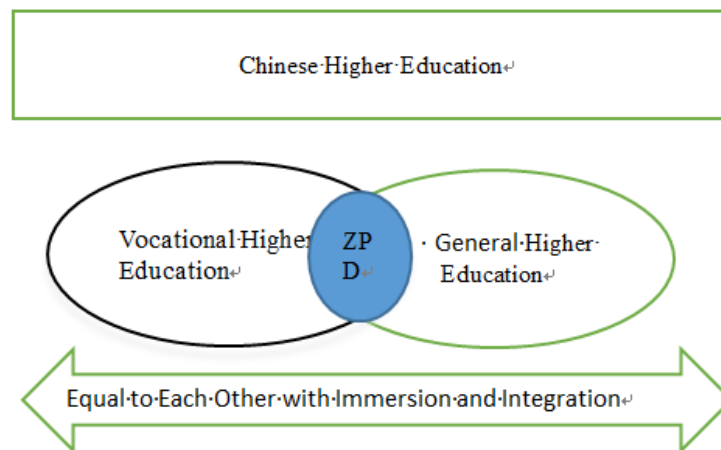 Chinese Higher Education
Vocational Higher
Education
ZP
D
· General Higher
Education
Equal to Each Other with Immersion and Integration